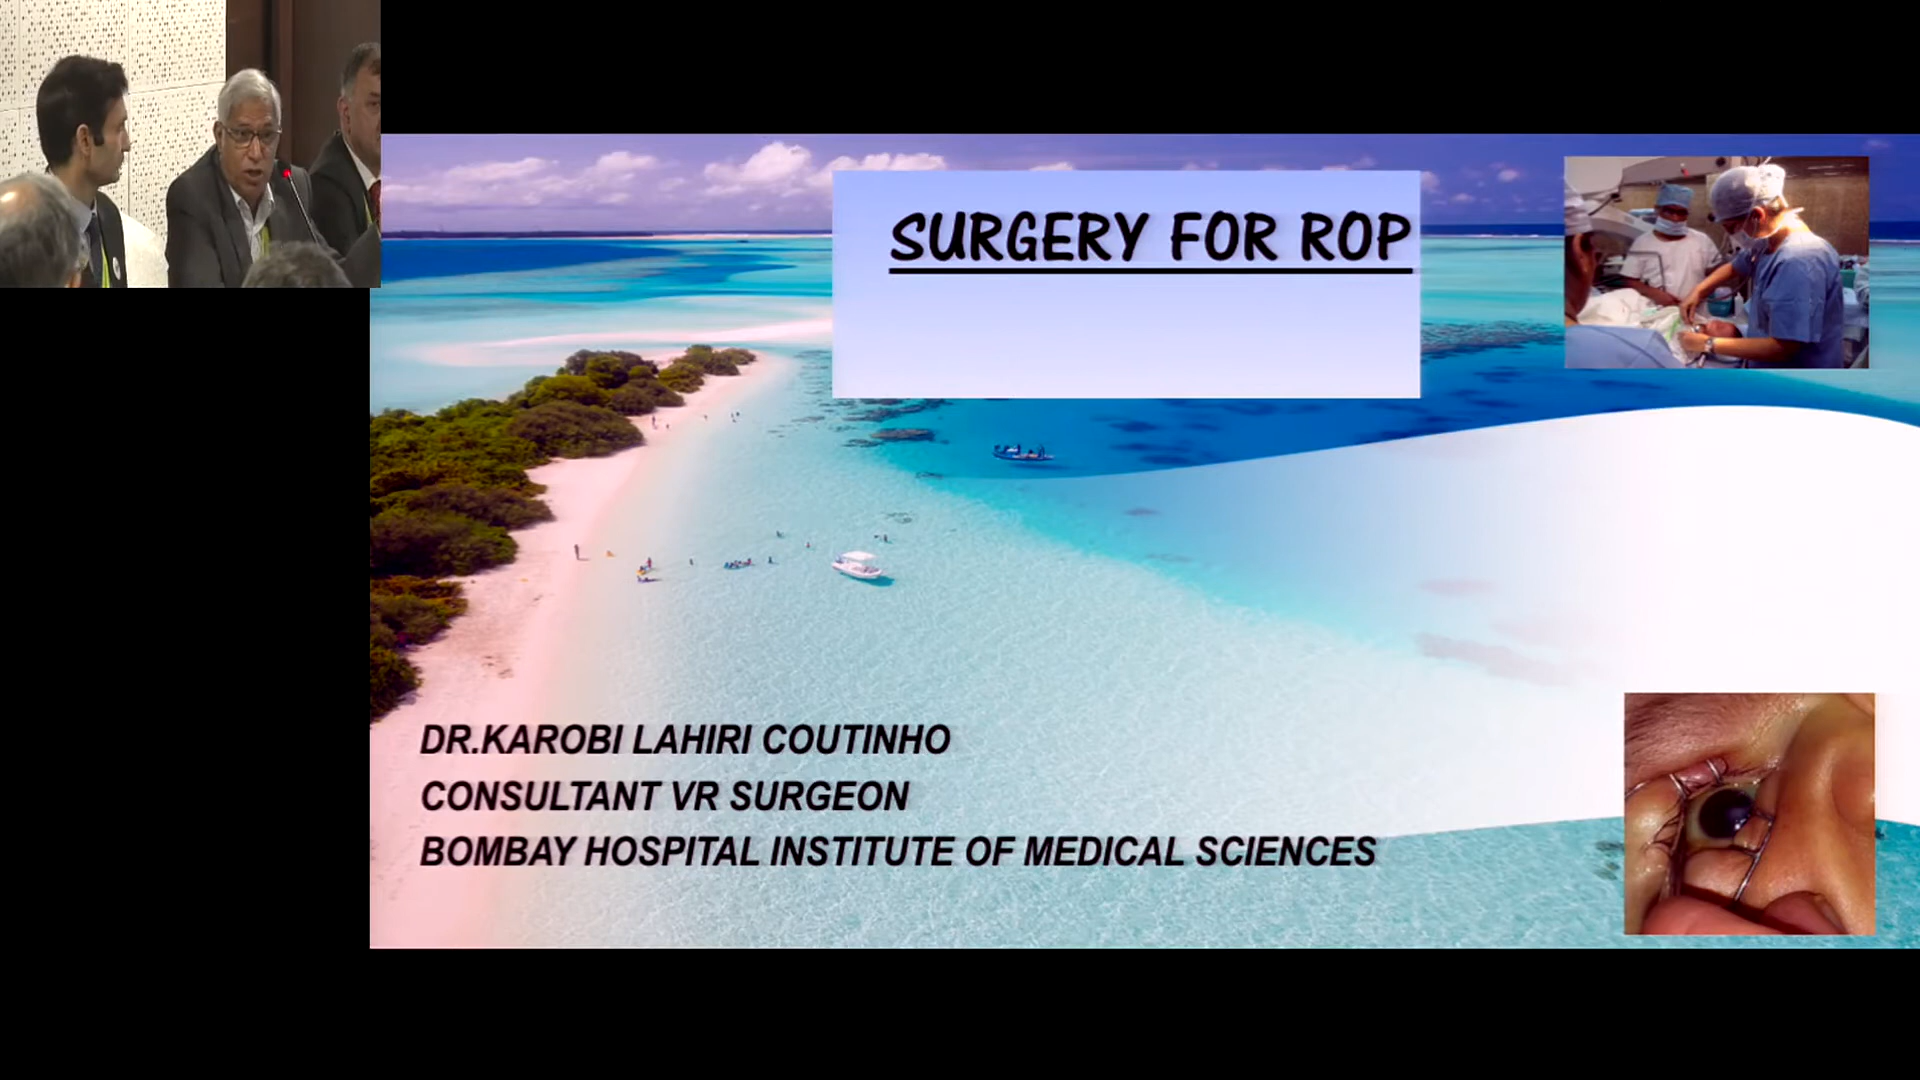 SURGERY FOR ROP
DR.KAROBI LAHIRI COUTINHO
CONSULTANT VR SURGEON
BOMBAY HOSPITAL INSTITUTE OF MEDICAL SCIENCES